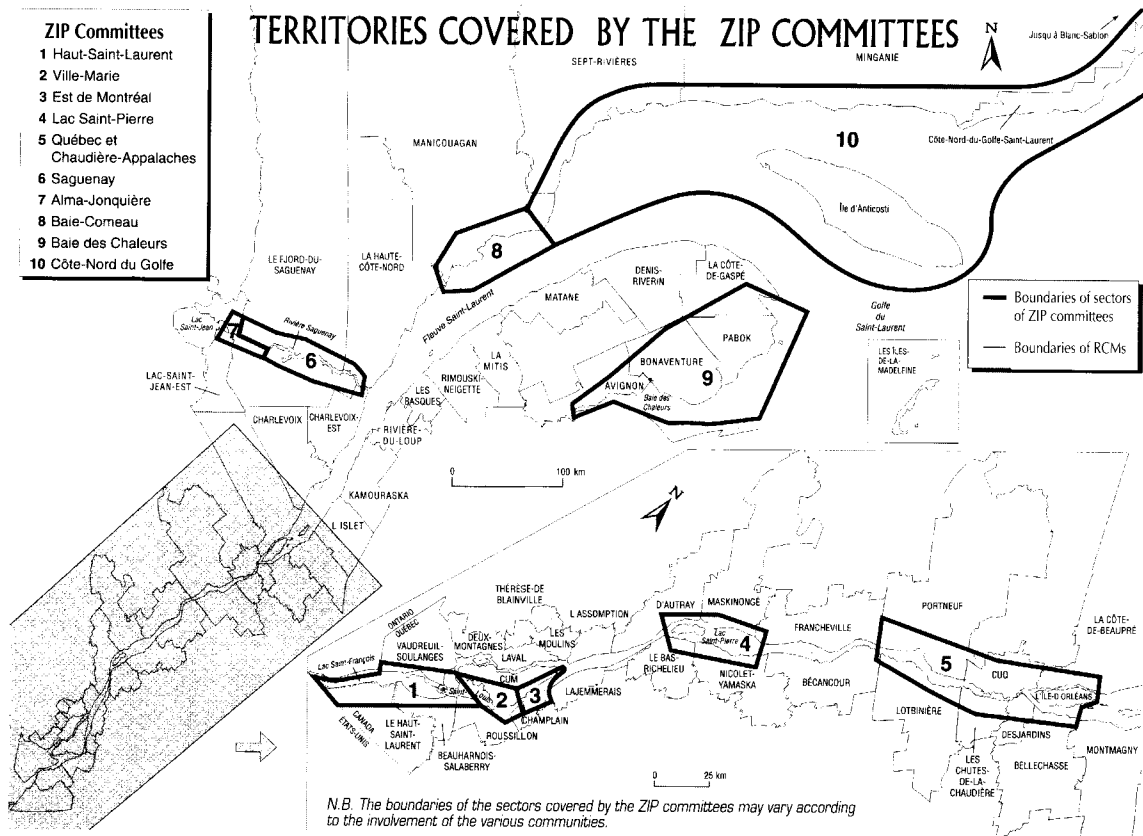 TERRITORIES COVERED BY THE ZIP COMMITTEES
ZIP Committees
1 Haut-Saint-Laurent
2 Ville-Marie
3 Est de Montréal
4 Lac Saint-Pierre
5 Québec et
Chaudière-Appalaches
6 Saguenay
7 Alma-Jonquière
8 Baie-Comeau
9 Baie des Chaleurs
10 Côte-Nord du Golfe
N
Jusqu'à Blanc-Sablon
SEPT-RIVIÈRES
MINGANIE
10
Côte-Nord-du-Golfe-Saint-Laurent
MANICOUAGAN
Île d'Anticosti
8
LE FJORD-DU-
SAGUENAY
LA HAUTE-
CÔTE-NORD
DENIS-
RIVERIN
LA CÔTE-
DE-GASPÉ
MATANE
Fleuve Saint-Laurent
Golfe
du
Saint-Laurent
Boundaries of sectors
of ZIP committees
Boundaries of RCMs
Lac
Saint-Jean
7
Rivière Saguenay
6
PABOK
BONAVENTURE
9
AVIGNON
Baie des
Chaleurs
LES ÎLES-
DE-LA-
MADELEINE
LA
MITIS
RIMOUSKI-
NEIGETTE
LES
BASQUES
LAC-SAINT-
JEAN-EST
CHARLEVOIX
CHARLEVOIX-
EST
RIVIÈRE-
DU-LOUP
0 100 km
KAMOURASKA
L'ISLET
N
THÉRÈSE-DE
BLAINVILLE
L'ASSOMPTION
D'AUTRAY
MASKINONGÉ
PORTNEUF
LA CÔTE-
DE-BEAUPRÉ
ONTARIO
QUÉBEC
VAUDREUIL-
SOULANGES
DEUX-
MONTAGNES
LES
MOULINS
LAVAL
CUM
Lac
Saint-Pierre
4
FRANCHEVILLE
Lac Saint-François
1
Saint-
Louis
2
3
LAJEMMERAIS
LE BAS-
RICHELIEU
NICOLET-
YAMASKA
BÉCANCOUR
5
CUQ
L'ÎLE-D'ORLÉANS
CANADA
ÉTATS-UNIS
LE HAUT-
SAINT-
LAURENT
CHAMPLAIN
ROUSSILLON
BEAUHARNOIS-
SALABERRY
LOTBINIÈRE
DESJARDINS
LES
CHUTES-
DE-LA-
CHAUDIÈRE
BELLECHASSE
MONTMAGNY
0 25 km
N.B. The boundaries of the sectors covered by the ZIP committees may vary according
to the involvement of the various communities.